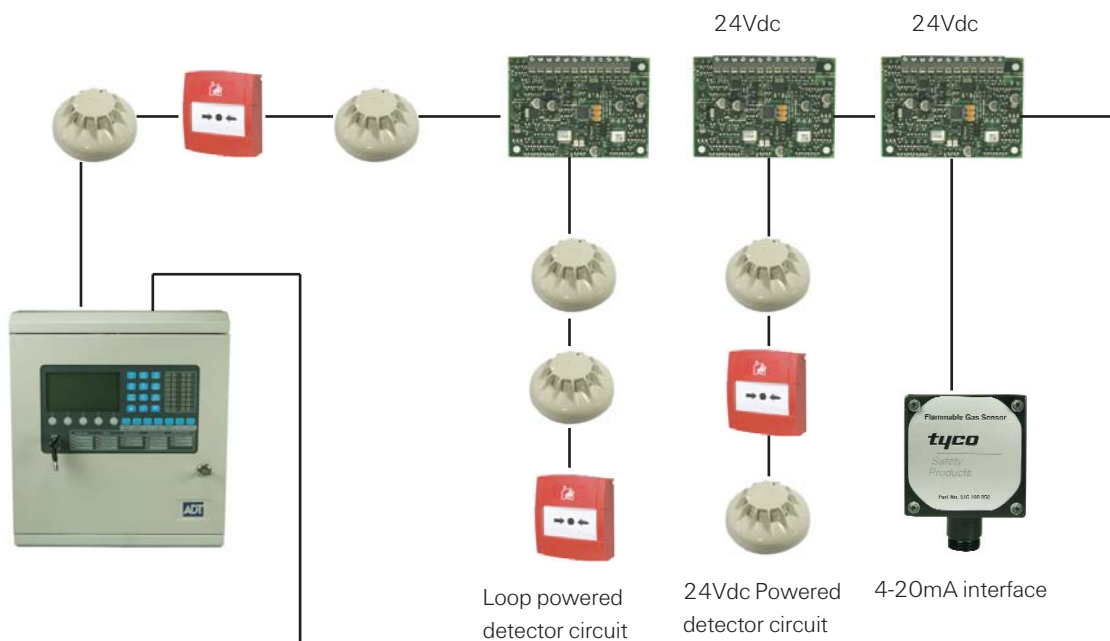 24Vdc
24Vdc
ADT
Flammable Gas Sensor
tyco
Safety
Products
Loop powered
detector circuit
24Vdc Powered
detector circuit
4-20mA interface